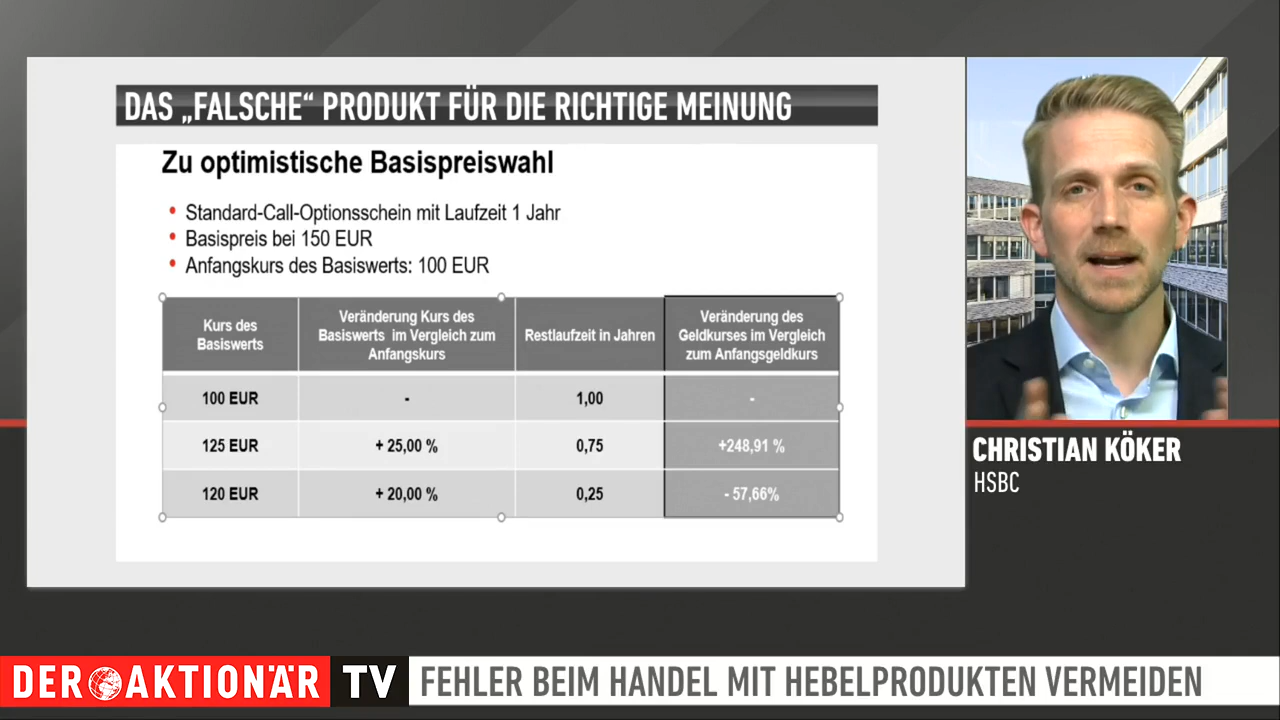 DAS „FALSCHE“ PRODUKT FÜR DIE RICHTIGE MEINUNG
Zu optimistische Basispreiswahl
• Standard-Call-Optionsschein mit Laufzeit 1 Jahr
• Basispreis bei 150 EUR
• Anfangskurs des Basiswerts: 100 EUR
Kurs des
Basiswerts
Veränderung Kurs des
Basiswerts im Vergleich zum
Anfangskurs
Restlaufzeit in Jahren
Veränderung des
Geldkurses im Vergleich
zum Anfangsgeldkurs
100 EUR - 1,00 -
125 EUR + 25,00 % 0,75 +248,91 %
120 EUR + 20,00 % 0,25 - 57,66%
CHRISTIAN KÖKER
HSBC
DER AKTIONÄR TV
FEHLER BEIM HANDEL MIT HEBELPRODUKTEN VERMEIDEN